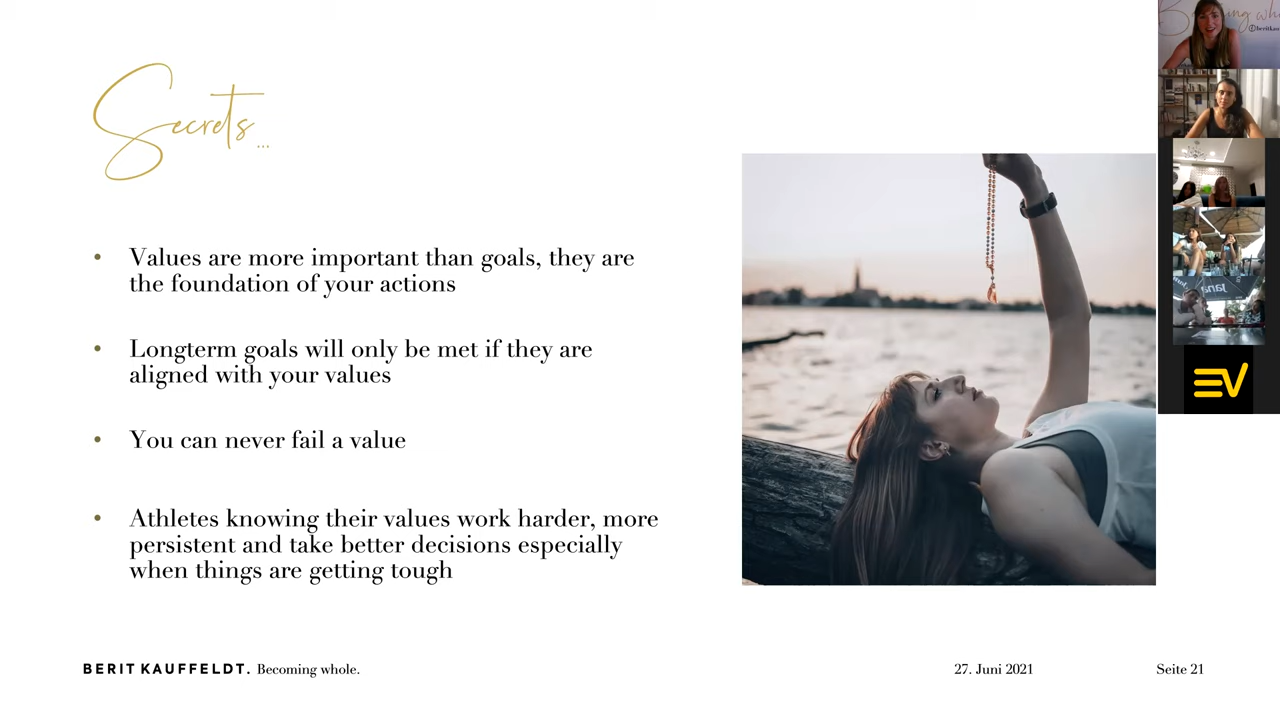 Secrets...
• Values are more important than goals, they are
the foundation of your actions
• Longterm goals will only be met if they are
aligned with your values
• You can never fail a value
• Athletes knowing their values work harder, more
persistent and take better decisions especially
when things are getting tough
BERIT KAUFFELDT. Becoming whole.
27. Juni 2021
Seite 21
EV